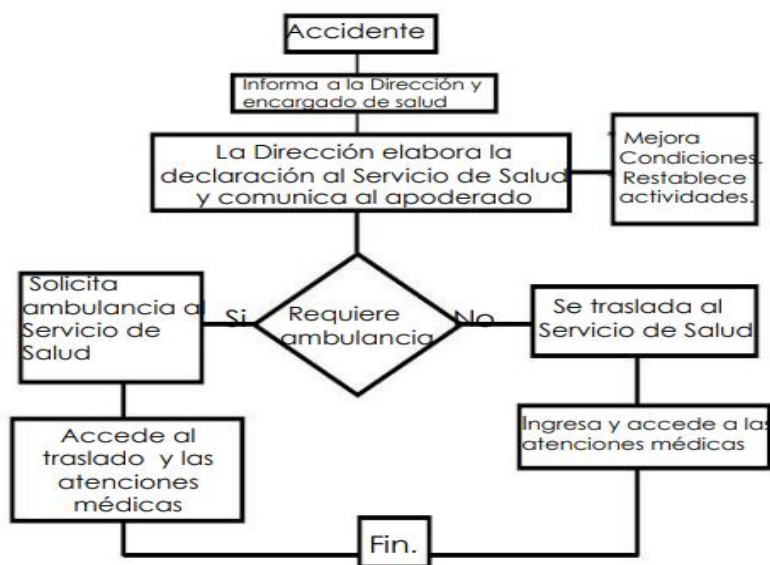 Accidente
Informa a la Dirección y
encargado de salud
La Dirección elabora la
declaración al Servicio de Salud
y comunica al apoderado
* Mejora
Condiciones.
Restablece
actividades.
Requiere
ambulancia
Si
No
Solicita
ambulancia al
Servicio de
Salud
Accede al
traslado y las
atenciones
médicas
Se traslada al
Servicio de Salud
Ingresa y accede a las
atenciones médicas
Fin.